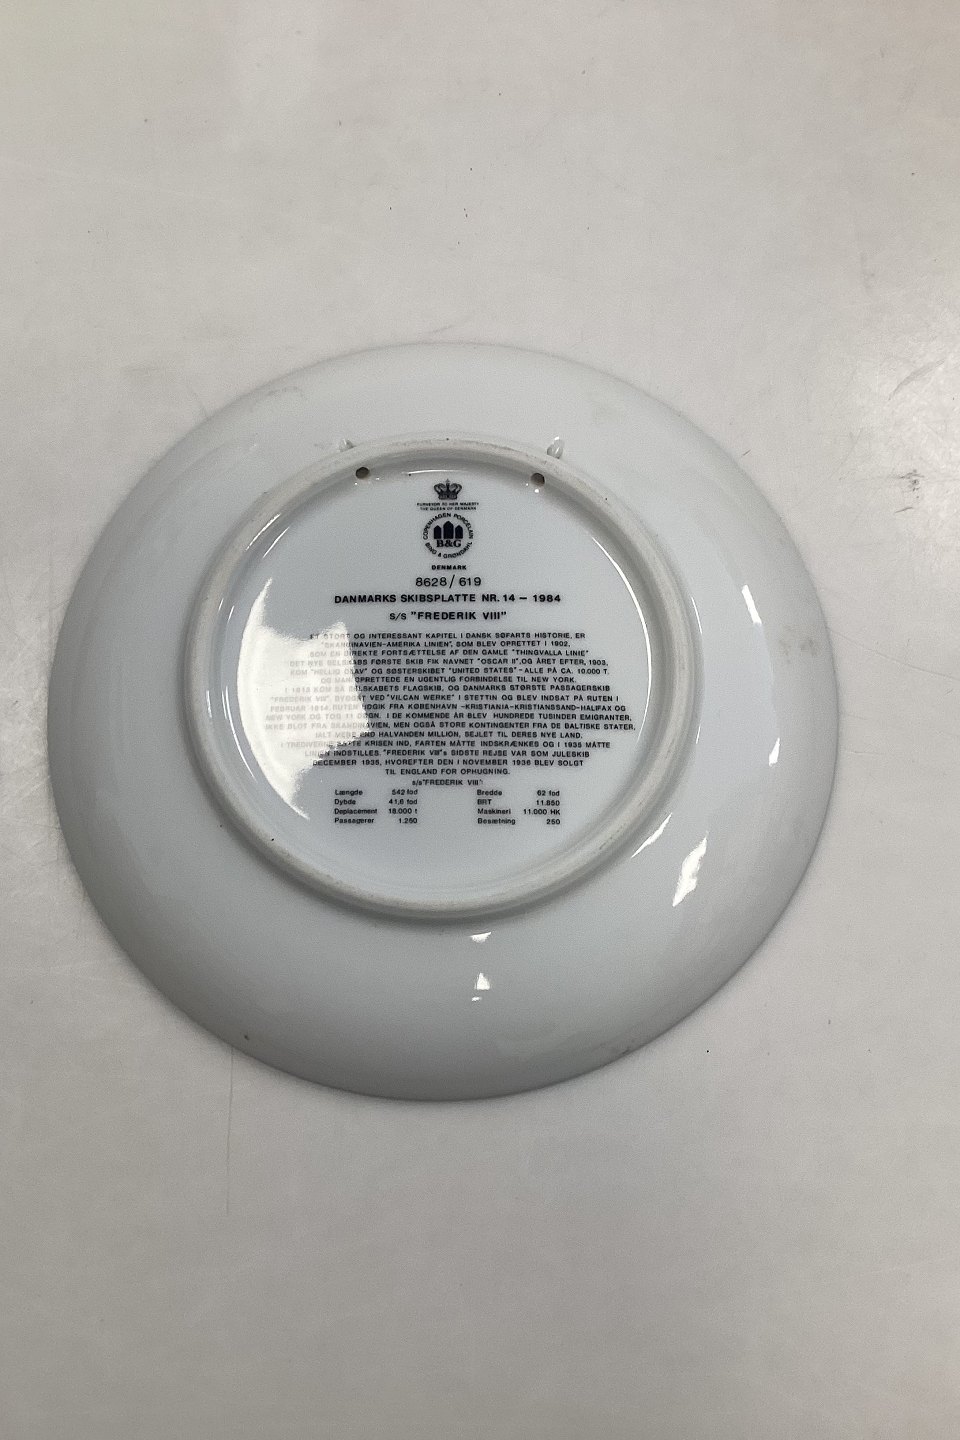 PURVEYOR TO HER MAJESTY
THE QUEEN OF DENMARK
COPENHAGEN PORCELAIN
B&G
BING & GRØNDAHL
DENMARK
8628/619
DANMARKS SKIBSPLATTE NR. 14 – 1984
S/S "FREDERIK VIII"
ET STORT OG INTERESSANT KAPITEL I DANSK SØFARTS HISTORIE, ER
"SKANDINAVIEN-AMERIKA LINIEN", SOM BLEV OPRETTET I 1902,
SOM EN DIREKTE FORTSÆTTELSE AF DEN GAMLE "THINGVALLA LINIE"
DET NYE SELSKABS FØRSTE SKIB FIK NAVNET "OSCAR II", OG ÅRET EFTER, 1903,
KOM "HELLIG OLAV" OG SØSTERSKIBET "UNITED STATES" - ALLE PÅ CA. 10.000 T.
OG MAN OPRETTEDE EN UGENTLIG FORBINDELSE TIL NEW YORK.
I 1913 KOM SÅ SELSKABETS FLAGSKIB, OG DANMARKS STØRSTE PASSAGERSKIB
"FREDERIK VIII". BYGGET VED "VILCAN WERKE" I STETTIN OG BLEV INDSAT PÅ RUTEN I
FEBRUAR 1914. RUTEN UDGIK FRA KØBENHAVN -KRISTIANIA-KRISTIANSSAND-HALIFAX OG
NEW YORK OG TOG 11 DØGN. I DE KOMMENDE ÅR BLEV HUNDREDE TUSINDER EMIGRANTER,
IKKE BLOT FRA SKANDINAVIEN, MEN OGSÅ STORE KONTINGENTER FRA DE BALTISKE STATER,
IALT MERE END HALVANDEN MILLION, SEJLET TIL DERES NYE LAND.
I TREDIVERNE SATTE KRISEN IND, FARTEN MÅTTE INDSKRÆNKES OG I 1935 MÅTTE
LINIEN INDSTILLES. "FREDERIK VIII"s SIDSTE REJSE VAR SOM JULESKIB
DECEMBER 1935, HVOREFTER DEN I NOVEMBER 1936 BLEV SOLGT
TIL ENGLAND FOR OPHUGNING.
s/s "FREDERIK VIII":
Længde 542 fod Bredde 62 fod
Dybde 41,6 fod BRT 11.850
Deplacement 18.000 t Maskineri 11.000 HK
Passagerer 1.250 Besætning 250